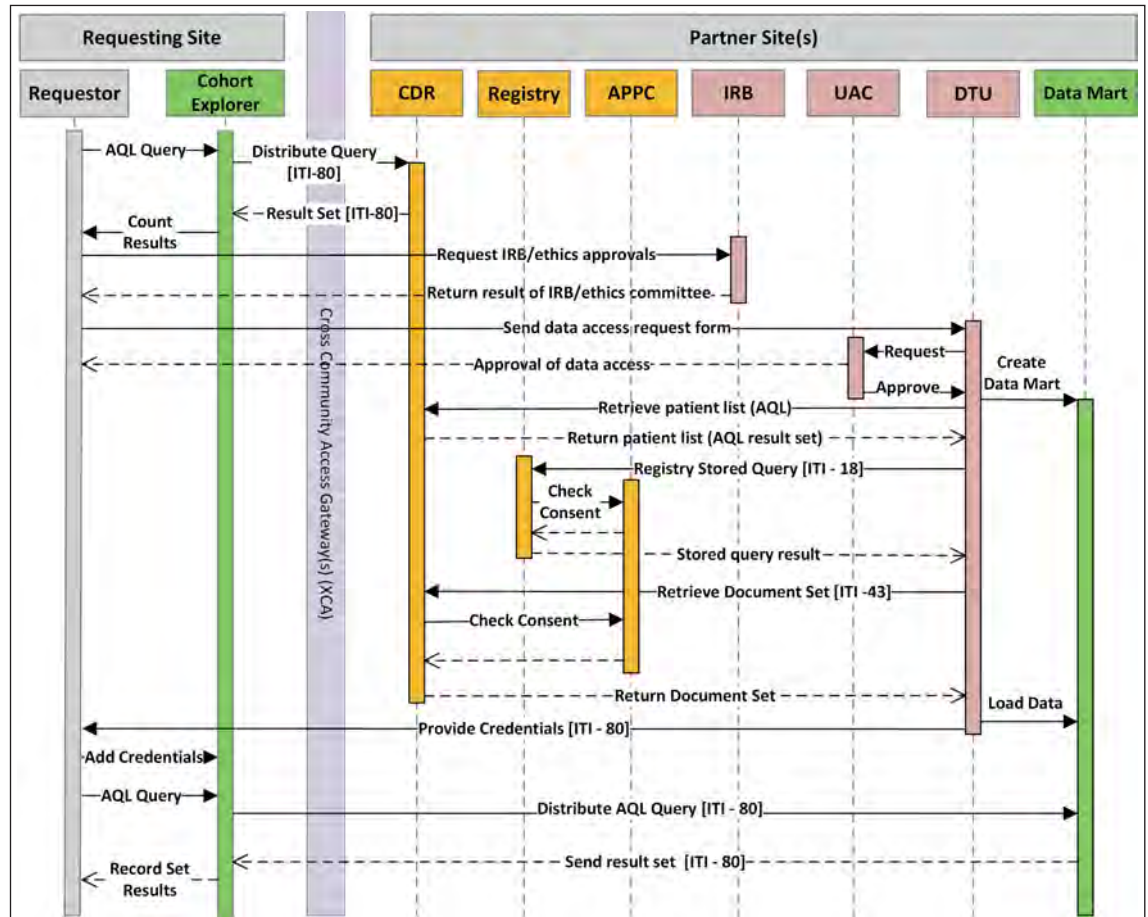 Requesting Site
Partner Site(s)
Requestor
Cohort
Explorer
CDR
Registry
APPC
IRB
UAC
DTU
Data Mart
Cross Community Access Gateway(s) (XCA)
AQL Query
Distribute Query
[ITI-80]
Result Set [ITI-80]
Count
Results
Request IRB/ethics approvals
Return result of IRB/ethics committee
Send data access request form
Request
Approval of data access
Create
Data Mart
Approve
Retrieve patient list (AQL)
Return patient list (AQL result set)
Registry Stored Query [ITI - 18]
Check
Consent
Stored query result
Retrieve Document Set [ITI -43]
Check Consent
Return Document Set
Load Data
Provide Credentials [ITI - 80]
Add Credentials
AQL Query
Distribute AQL Query [ITI - 80]
Send result set [ITI - 80]
Record Set
Results